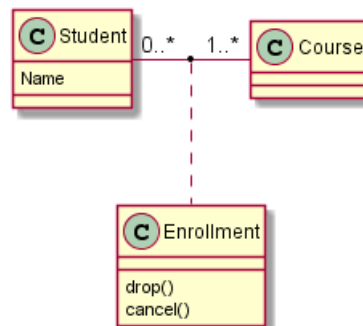 C Student
0..*
1..*
C Course
Name
C Enrollment
drop()
cancel()